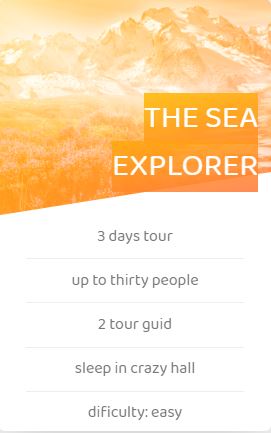 THE SEA
EXPLORER
3 days tour
up to thirty people
2 tour guid
sleep in crazy hall
dificulty: easy